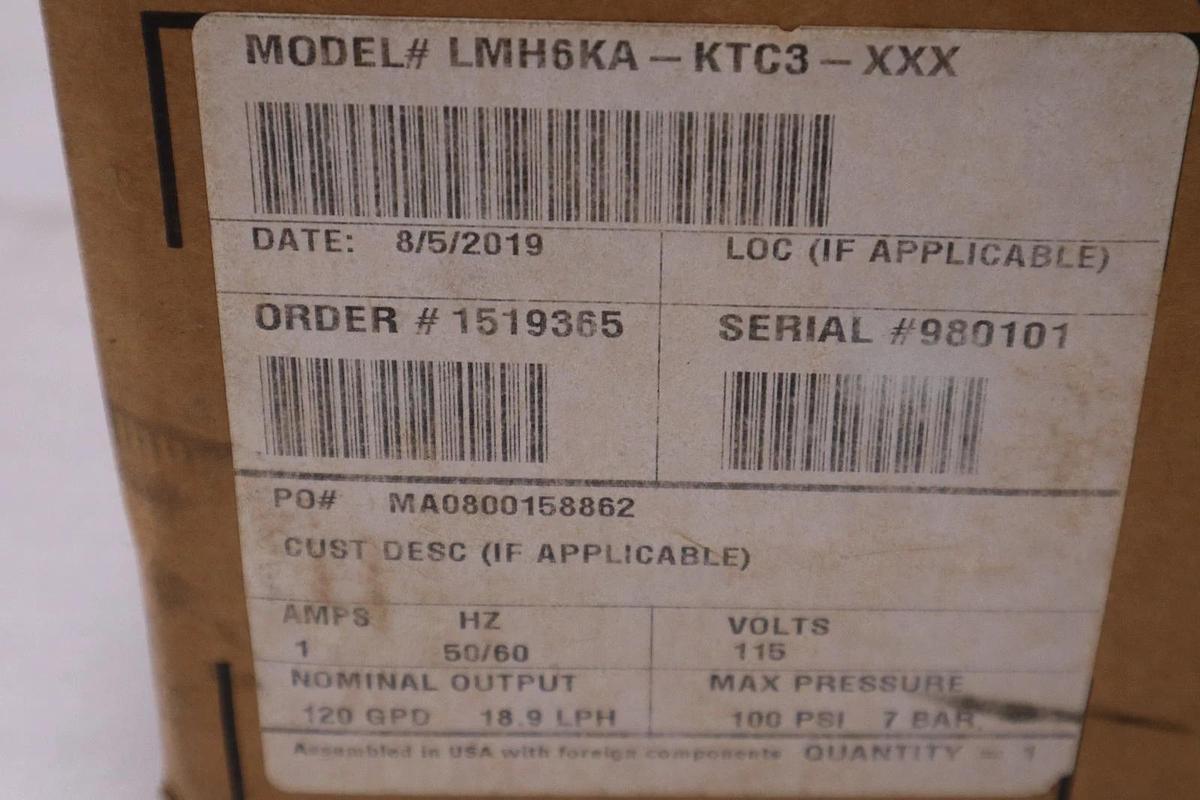 MODEL# LMH6KA – KTC3 – XXX
DATE: 8/5/2019
LOC (IF APPLICABLE)
ORDER # 1519365
SERIAL #980101
PO# MA0800158862
CUST DESC (IF APPLICABLE)
AMPS HZ VOLTS
1 50/60 115
NOMINAL OUTPUT MAX PRESSURE
120 GPD 18.9 LPH 100 PSI 7 BAR
Assembled in USA with foreign components QUANTITY = 1